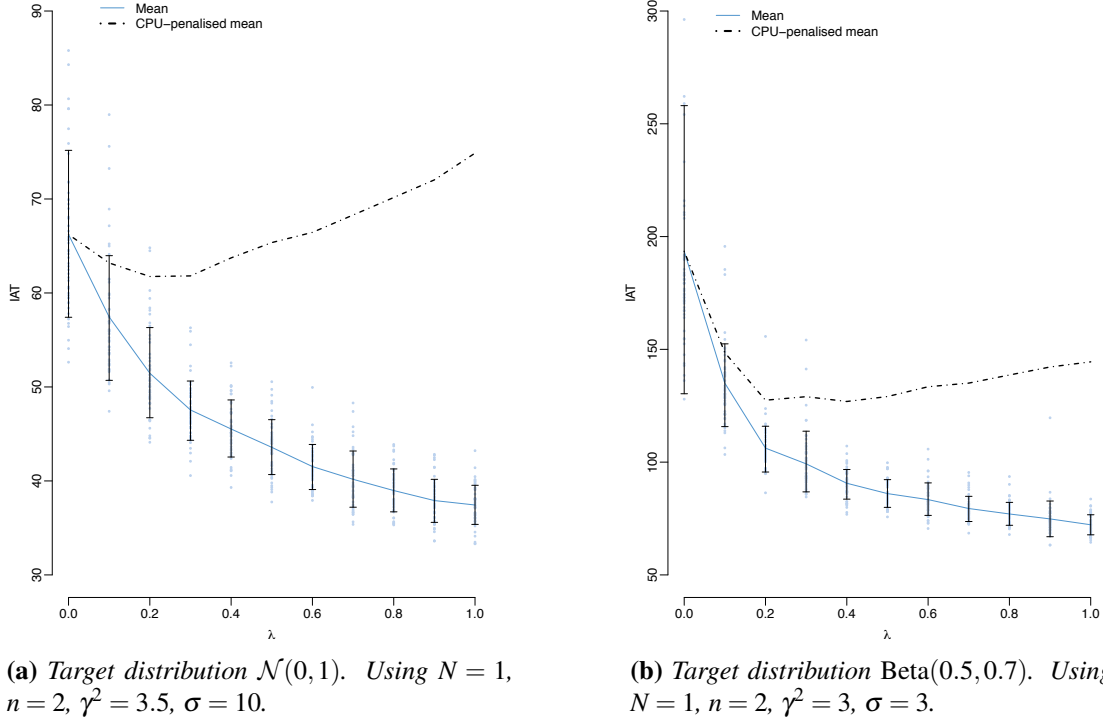 Mean
CPU−penalised mean
90
80
70
60
50
40
30
IAT
0.0 0.2 0.4 0.6 0.8 1.0
λ
(a) Target distribution 𝒩(0,1). Using N = 1,
n = 2, γ² = 3.5, σ = 10.
Mean
CPU−penalised mean
300
250
200
150
100
50
IAT
0.0 0.2 0.4 0.6 0.8 1.0
λ
(b) Target distribution Beta(0.5,0.7). Using
N = 1, n = 2, γ² = 3, σ = 3.